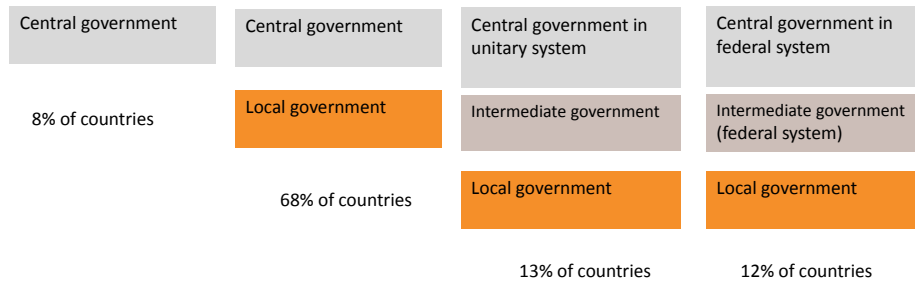 Central government
8% of countries
Central government
Local government
68% of countries
Central government in
unitary system
Intermediate government
Local government
13% of countries
Central government in
federal system
Intermediate government
(federal system)
Local government
12% of countries